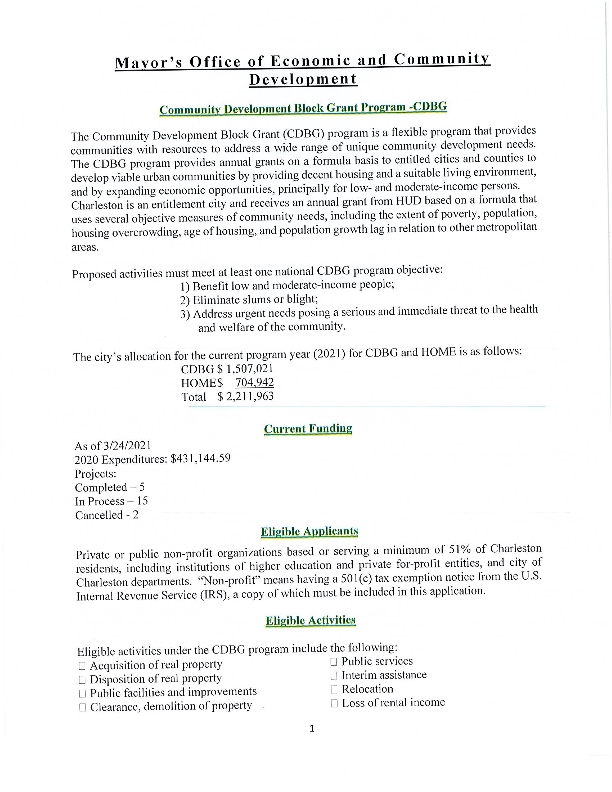 Mayor's Office of Economic and Community
Development
Community Development Block Grant Program -CDBG
The Community Development Block Grant (CDBG) program is a flexible program that provides
communities with resources to address a wide range of unique community development needs.
The CDBG program provides annual grants on a formula basis to entitled cities and counties to
develop viable urban communities by providing decent housing and a suitable living environment,
and by expanding economic opportunities, principally for low- and moderate-income persons.
Charleston is an entitlement city and receives an annual grant from HUD based on a formula that
uses several objective measures of community needs, including the extent of poverty, population,
housing overcrowding, age of housing, and population growth lag in relation to other metropolitan
areas.
Proposed activities must meet at least one national CDBG program objective:
1) Benefit low and moderate-income people;
2) Eliminate slums or blight;
3) Address urgent needs posing a serious and immediate threat to the health
and welfare of the community.
The city's allocation for the current program year (2021) for CDBG and HOME is as follows:
CDBG $ 1,507,021
HOME$ 704,942
Total $ 2,211,963
Current Funding
As of 3/24/2021
2020 Expenditures: $431,144.59
Projects:
Completed – 5
In Process – 15
Cancelled - 2
Eligible Applicants
Private or public non-profit organizations based or serving a minimum of 51% of Charleston
residents, including institutions of higher education and private for-profit entities, and city of
Charleston departments. "Non-profit" means having a 501(c) tax exemption notice from the U.S.
Internal Revenue Service (IRS), a copy of which must be included in this application.
Eligible Activities
Eligible activities under the CDBG program include the following:
□ Acquisition of real property
□ Disposition of real property
□ Public facilities and improvements
□ Clearance, demolition of property
□ Public services
□ Interim assistance
□ Relocation
□ Loss of rental income
1